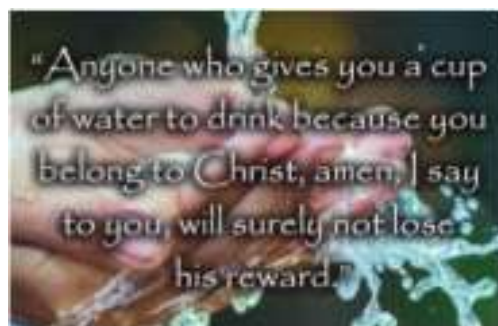 “Anyone who gives you a cup
of water to drink because you
belong to Christ, amen, I say
to you, will surely not lose
his reward.”